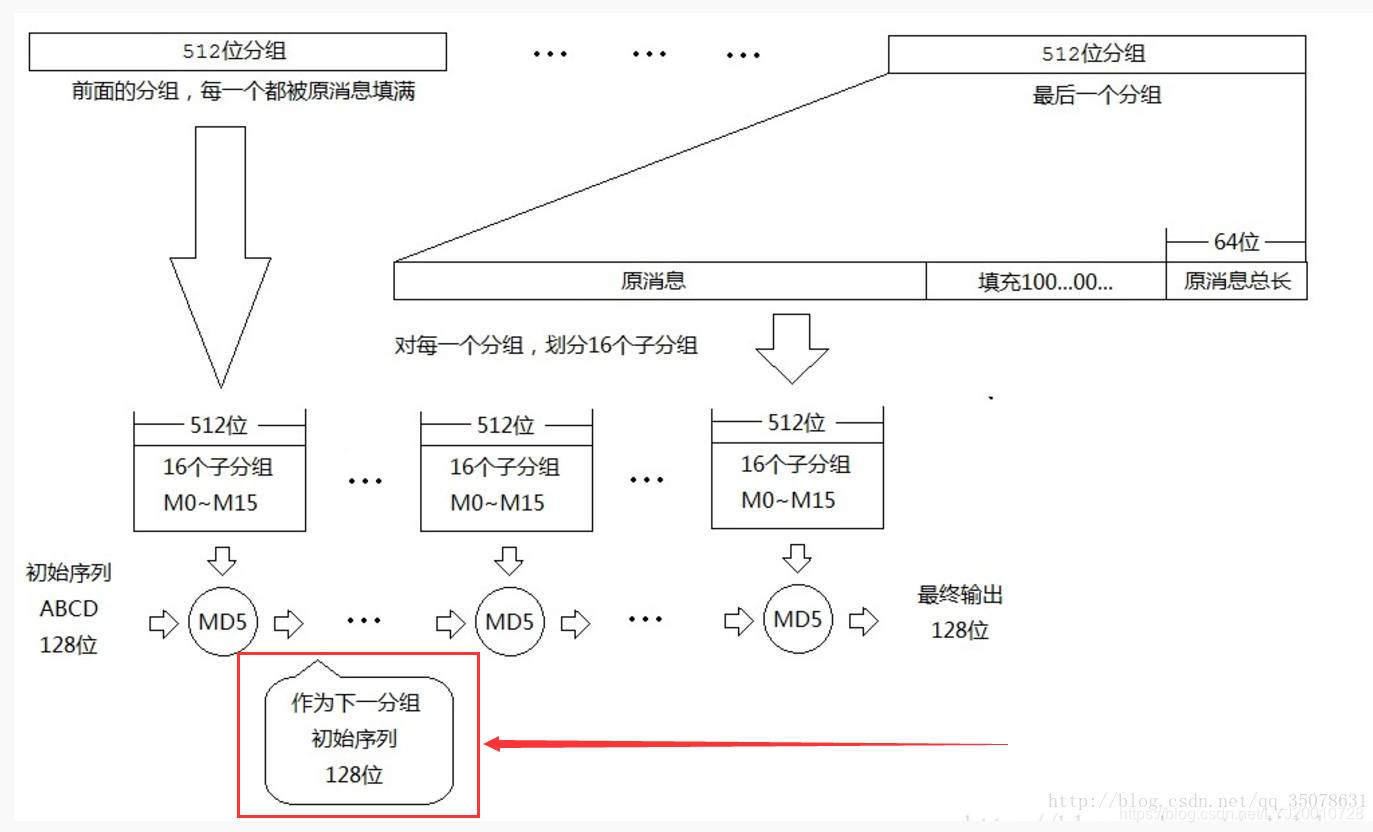 512位分组
... ... ...
512位分组
前面的分组，每一个都被原消息填满
最后一个分组
64位
原消息
填充100...00...
原消息总长
对每一个分组，划分16个子分组
512位
512位
512位
16个子分组
M0~M15
...
16个子分组
M0~M15
...
16个子分组
M0~M15
初始序列
ABCD
128位
MD5
...
MD5
...
MD5
最终输出
128位
作为下一分组
初始序列
128位
http://blog.csdn.net/qq_35078631